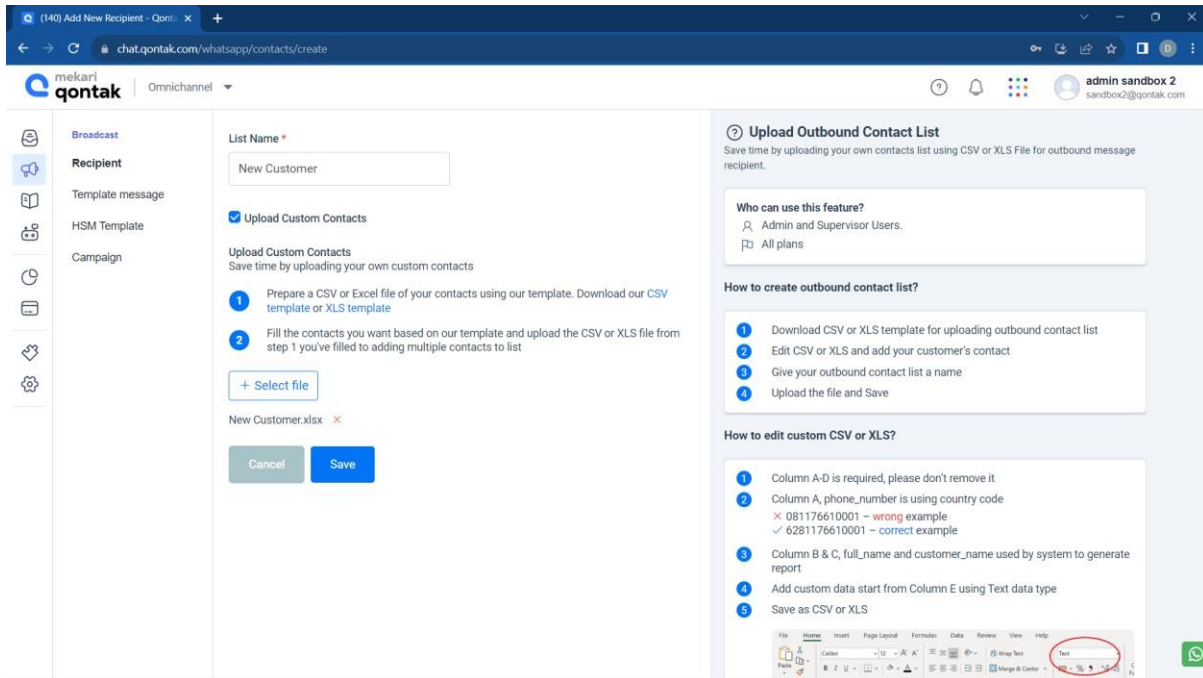 (140) Add New Recipient - Qont
chat.qontak.com/whatsapp/contacts/create
mekari
qontak
Omnichannel
admin sandbox 2
sandbox2@qontak.com
D
Broadcast
Recipient
Template message
HSM Template
Campaign
List Name *
New Customer
Upload Custom Contacts
Upload Custom Contacts
Save time by uploading your own custom contacts
1 Prepare a CSV or Excel file of your contacts using our template. Download our CSV
template or XLS template
2 Fill the contacts you want based on our template and upload the CSV or XLS file from
step 1 you've filled to adding multiple contacts to list
+ Select file
New Customer.xlsx
Cancel
Save
Upload Outbound Contact List
Save time by uploading your own contacts list using CSV or XLS File for outbound message
recipient.
Who can use this feature?
Admin and Supervisor Users.
All plans
How to create outbound contact list?
1 Download CSV or XLS template for uploading outbound contact list
2 Edit CSV or XLS and add your customer's contact
3 Give your outbound contact list a name
4 Upload the file and Save
How to edit custom CSV or XLS?
1 Column A-D is required, please don't remove it
2 Column A, phone_number is using country code
081176610001 – wrong example
6281176610001 – correct example
3 Column B & C, full_name and customer_name used by system to generate
report
4 Add custom data start from Column E using Text data type
5 Save as CSV or XLS
File Home Insert Page Layout Formulas Data Review View Help
Paste
Calibri
12
Wrap Text
Text
B I U
Merge & Center